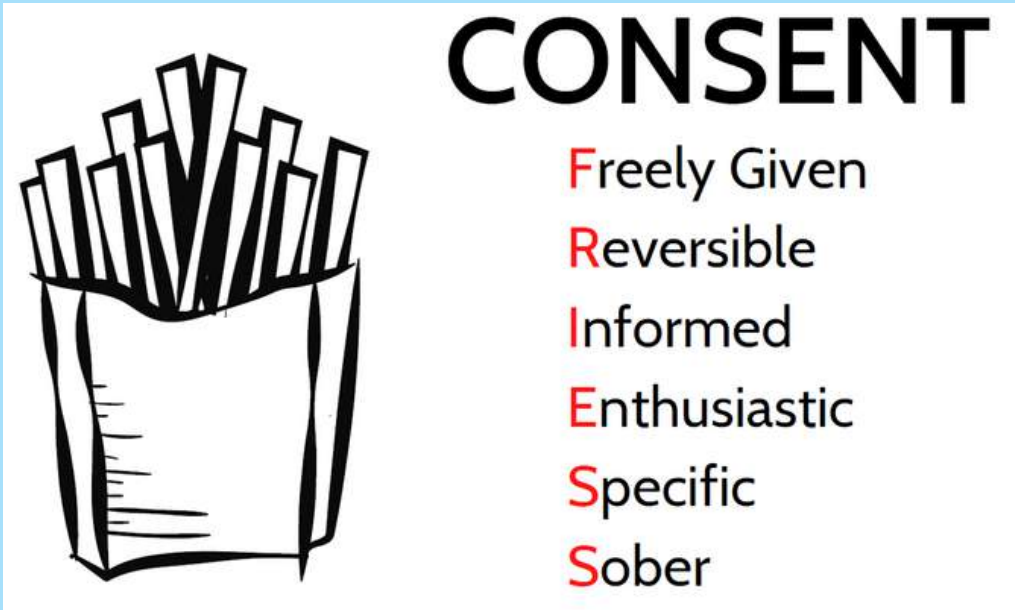 CONSENT
Freely Given
Reversible
Informed
Enthusiastic
Specific
Sober